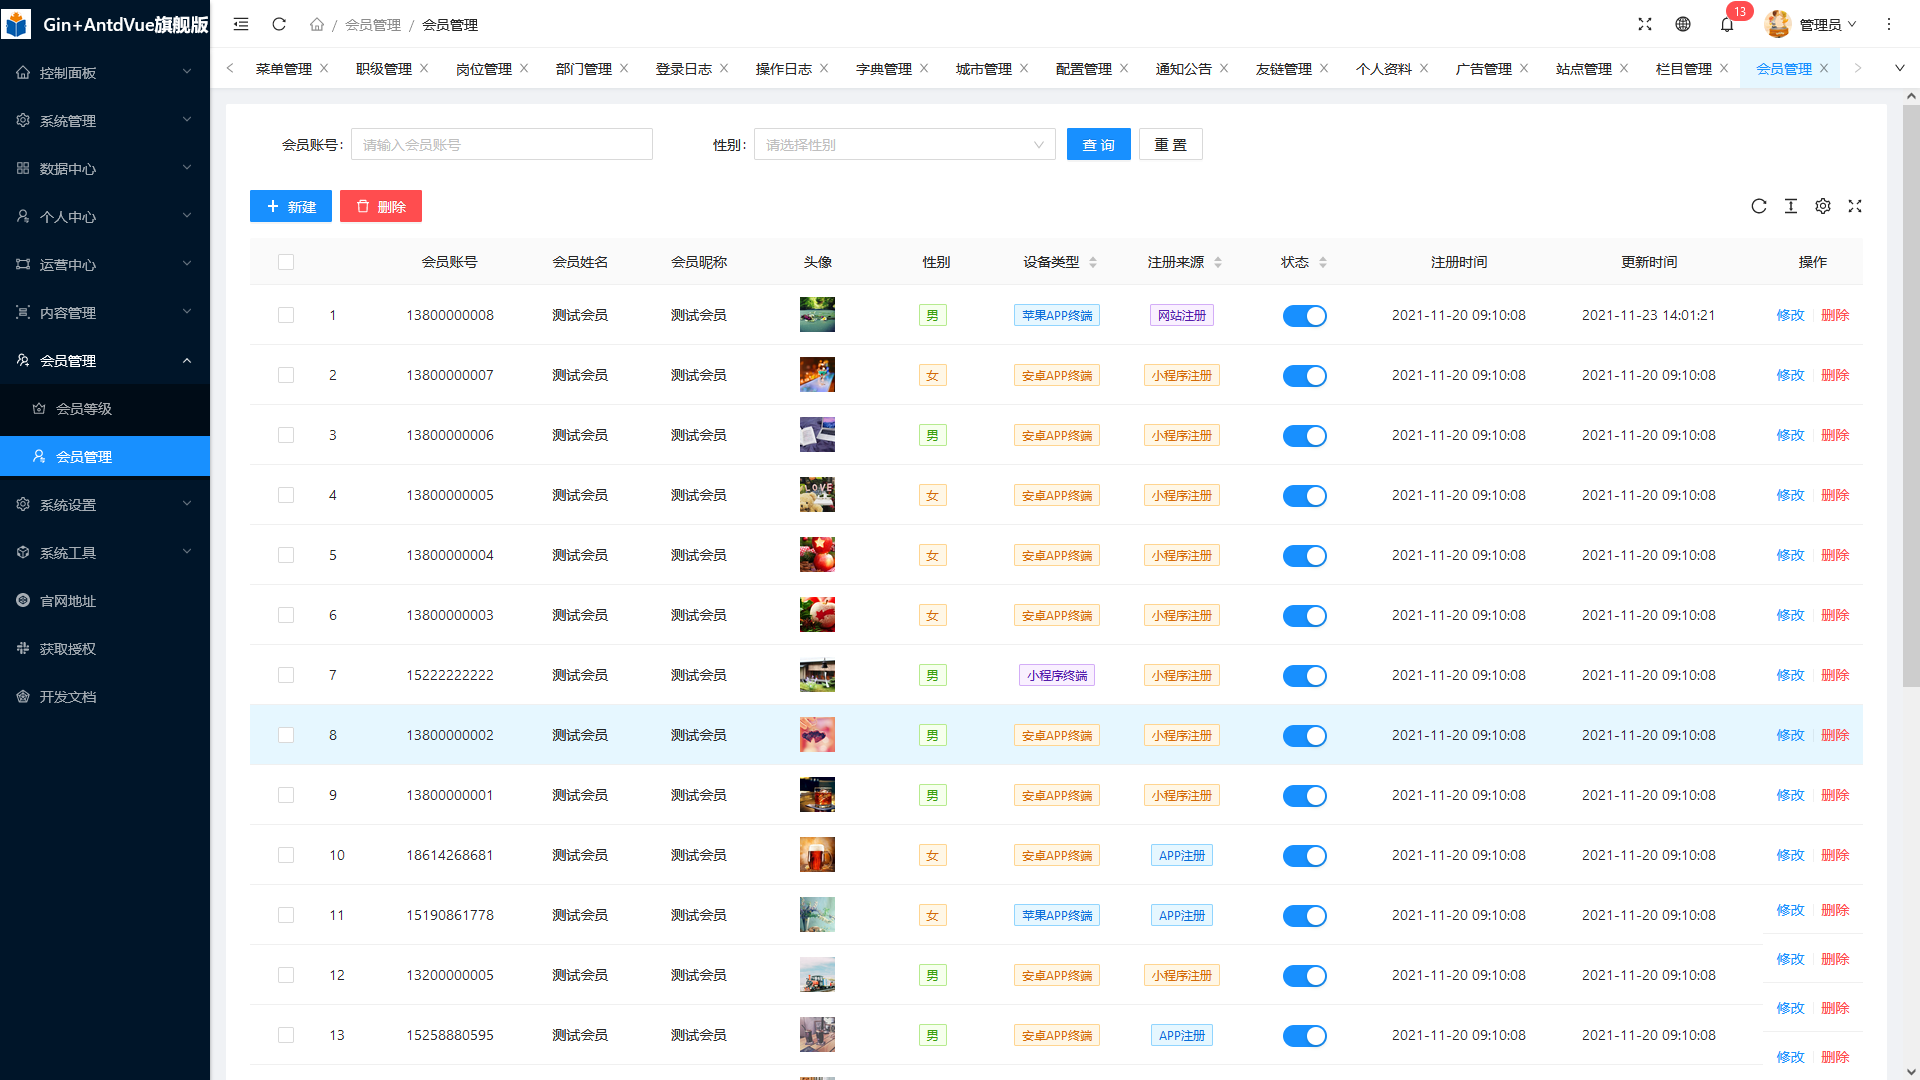 Gin+AntdVue旗舰版
控制面板
系统管理
数据中心
个人中心
运营中心
内容管理
会员管理
会员等级
会员管理
系统设置
系统工具
官网地址
获取授权
开发文档
/ 会员管理 / 会员管理
13
管理员
菜单管理 职级管理 岗位管理 部门管理 登录日志 操作日志 字典管理 城市管理 配置管理 通知公告 友链管理 个人资料 广告管理 站点管理 栏目管理 会员管理
会员账号: 请输入会员账号 性别: 请选择性别 查 询 重 置
新建 删除
会员账号 会员姓名 会员昵称 头像 性别 设备类型 注册来源 状态 注册时间 更新时间 操作
1 13800000008 测试会员 测试会员 男 苹果APP终端 网站注册 2021-11-20 09:10:08 2021-11-23 14:01:21 修改 删除
2 13800000007 测试会员 测试会员 女 安卓APP终端 小程序注册 2021-11-20 09:10:08 2021-11-20 09:10:08 修改 删除
3 13800000006 测试会员 测试会员 男 安卓APP终端 小程序注册 2021-11-20 09:10:08 2021-11-20 09:10:08 修改 删除
4 13800000005 测试会员 测试会员 LOVE 女 安卓APP终端 小程序注册 2021-11-20 09:10:08 2021-11-20 09:10:08 修改 删除
5 13800000004 测试会员 测试会员 女 安卓APP终端 小程序注册 2021-11-20 09:10:08 2021-11-20 09:10:08 修改 删除
6 13800000003 测试会员 测试会员 女 安卓APP终端 小程序注册 2021-11-20 09:10:08 2021-11-20 09:10:08 修改 删除
7 15222222222 测试会员 测试会员 男 小程序终端 小程序注册 2021-11-20 09:10:08 2021-11-20 09:10:08 修改 删除
8 13800000002 测试会员 测试会员 男 安卓APP终端 小程序注册 2021-11-20 09:10:08 2021-11-20 09:10:08 修改 删除
9 13800000001 测试会员 测试会员 男 安卓APP终端 小程序注册 2021-11-20 09:10:08 2021-11-20 09:10:08 修改 删除
10 18614268681 测试会员 测试会员 女 安卓APP终端 APP注册 2021-11-20 09:10:08 2021-11-20 09:10:08 修改 删除
11 15190861778 测试会员 测试会员 女 苹果APP终端 APP注册 2021-11-20 09:10:08 2021-11-20 09:10:08 修改 删除
12 13200000005 测试会员 测试会员 男 安卓APP终端 小程序注册 2021-11-20 09:10:08 2021-11-20 09:10:08 修改 删除
13 15258880595 测试会员 测试会员 男 安卓APP终端 APP注册 2021-11-20 09:10:08 2021-11-20 09:10:08 修改 删除
修改 删除